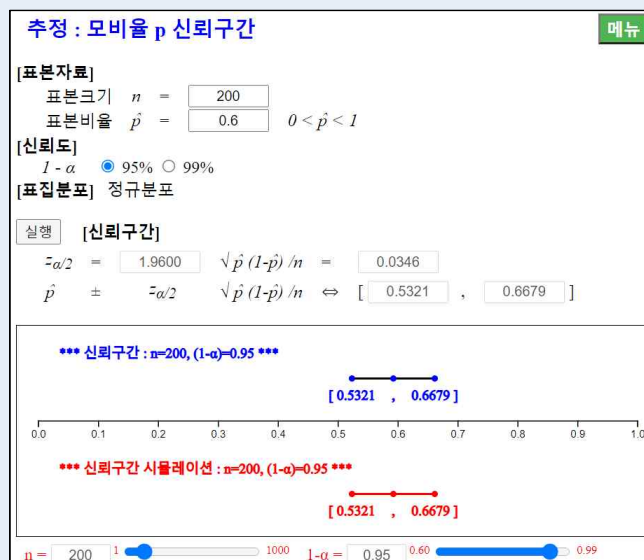 추정 : 모비율 p 신뢰구간
메뉴
[표본자료]
표본크기 n = 200
표본비율 p̂ = 0.6 0 < p̂ < 1
[신뢰도]
1 - α 95% 99%
[표집분포] 정규분포
실행 [신뢰구간]
zα/2 = 1.9600 √ p̂ (1-p̂) /n = 0.0346
p̂ ± zα/2 √ p̂ (1-p̂) /n ⇔ [ 0.5321 , 0.6679 ]
*** 신뢰구간 : n=200, (1-α)=0.95 ***
[ 0.5321 , 0.6679 ]
0.0 0.1 0.2 0.3 0.4 0.5 0.6 0.7 0.8 0.9 1.0
*** 신뢰구간 시뮬레이션 : n=200, (1-α)=0.95 ***
[ 0.5321 , 0.6679 ]
n = 200 1 1000 1-α = 0.95 0.60 0.99